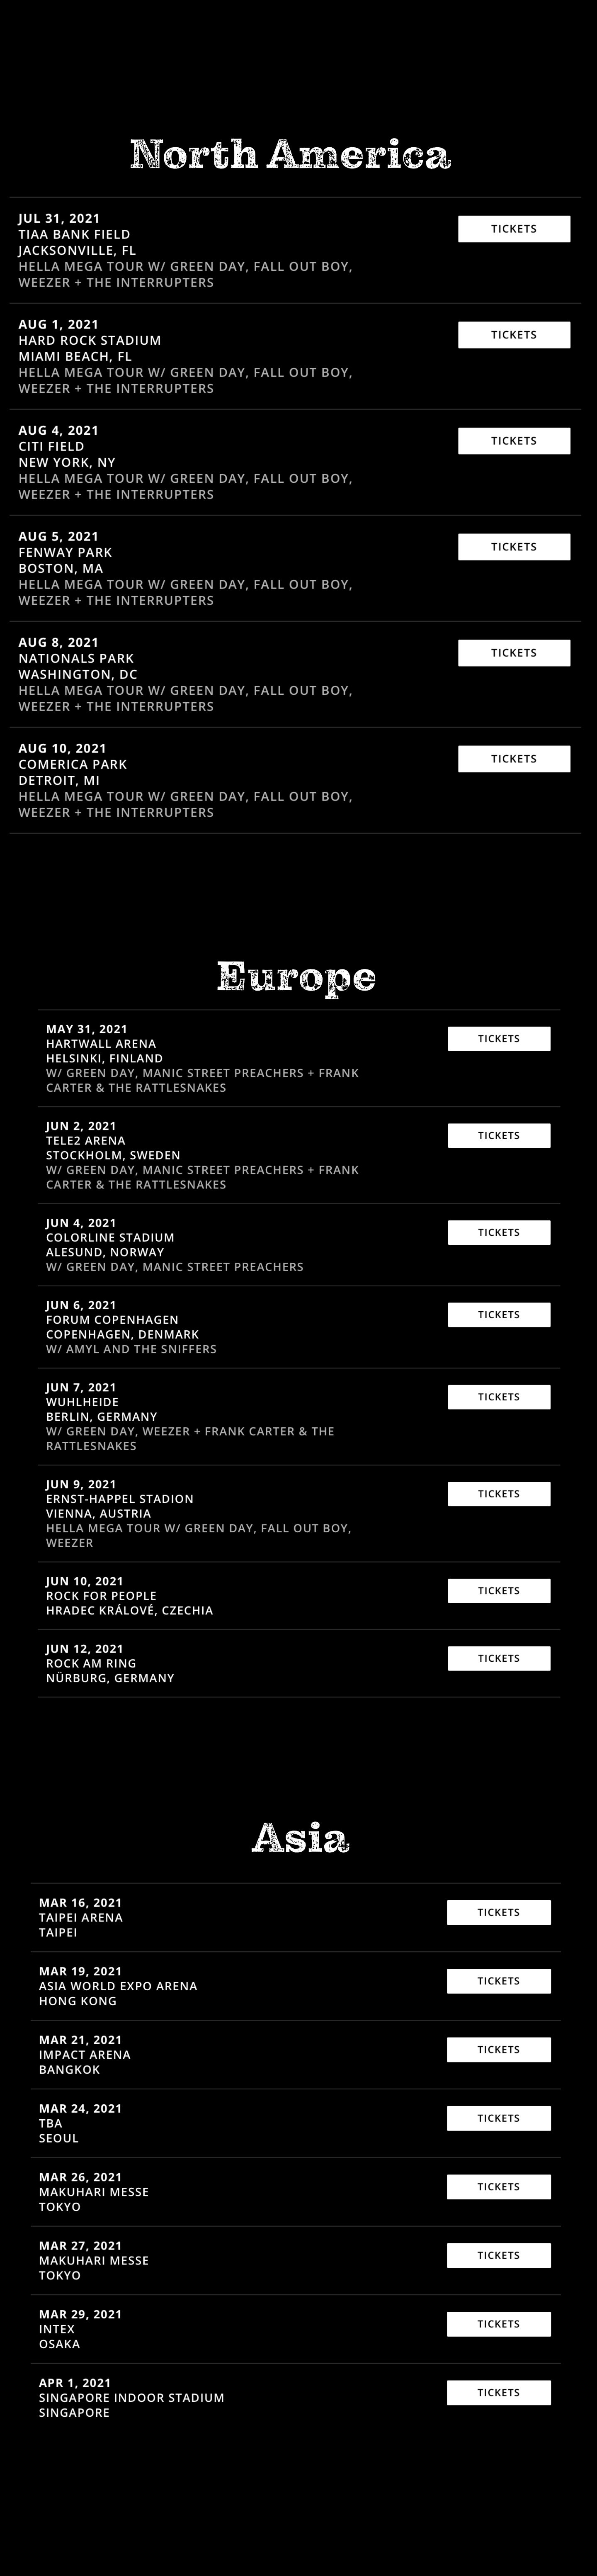 North America
JUL 31, 2021
TICKETS
TIAA BANK FIELD
JACKSONVILLE, FL
HELLA MEGA TOUR W/ GREEN DAY, FALL OUT BOY,
WEEZER + THE INTERRUPTERS
AUG 1, 2021
TICKETS
HARD ROCK STADIUM
MIAMI BEACH, FL
HELLA MEGA TOUR W/ GREEN DAY, FALL OUT BOY,
WEEZER + THE INTERRUPTERS
AUG 4, 2021
TICKETS
CITI FIELD
NEW YORK, NY
HELLA MEGA TOUR W/ GREEN DAY, FALL OUT BOY,
WEEZER + THE INTERRUPTERS
AUG 5, 2021
TICKETS
FENWAY PARK
BOSTON, MA
HELLA MEGA TOUR W/ GREEN DAY, FALL OUT BOY,
WEEZER + THE INTERRUPTERS
AUG 8, 2021
TICKETS
NATIONALS PARK
WASHINGTON, DC
HELLA MEGA TOUR W/ GREEN DAY, FALL OUT BOY,
WEEZER + THE INTERRUPTERS
AUG 10, 2021
TICKETS
COMERICA PARK
DETROIT, MI
HELLA MEGA TOUR W/ GREEN DAY, FALL OUT BOY,
WEEZER + THE INTERRUPTERS
Europe
MAY 31, 2021
TICKETS
HARTWALL ARENA
HELSINKI, FINLAND
W/ GREEN DAY, MANIC STREET PREACHERS + FRANK
CARTER & THE RATTLESNAKES
JUN 2, 2021
TICKETS
TELE2 ARENA
STOCKHOLM, SWEDEN
W/ GREEN DAY, MANIC STREET PREACHERS + FRANK
CARTER & THE RATTLESNAKES
JUN 4, 2021
TICKETS
COLORLINE STADIUM
ALESUND, NORWAY
W/ GREEN DAY, MANIC STREET PREACHERS
JUN 6, 2021
TICKETS
FORUM COPENHAGEN
COPENHAGEN, DENMARK
W/ AMYL AND THE SNIFFERS
JUN 7, 2021
TICKETS
WUHLHEIDE
BERLIN, GERMANY
W/ GREEN DAY, WEEZER + FRANK CARTER & THE
RATTLESNAKES
JUN 9, 2021
TICKETS
ERNST-HAPPEL STADION
VIENNA, AUSTRIA
HELLA MEGA TOUR W/ GREEN DAY, FALL OUT BOY,
WEEZER
JUN 10, 2021
TICKETS
ROCK FOR PEOPLE
HRADEC KRÁLOVÉ, CZECHIA
JUN 12, 2021
TICKETS
ROCK AM RING
NÜRBURG, GERMANY
Asia
MAR 16, 2021
TICKETS
TAIPEI ARENA
TAIPEI
MAR 19, 2021
TICKETS
ASIA WORLD EXPO ARENA
HONG KONG
MAR 21, 2021
TICKETS
IMPACT ARENA
BANGKOK
MAR 24, 2021
TICKETS
TBA
SEOUL
MAR 26, 2021
TICKETS
MAKUHARI MESSE
TOKYO
MAR 27, 2021
TICKETS
MAKUHARI MESSE
TOKYO
MAR 29, 2021
TICKETS
INTEX
OSAKA
APR 1, 2021
TICKETS
SINGAPORE INDOOR STADIUM
SINGAPORE